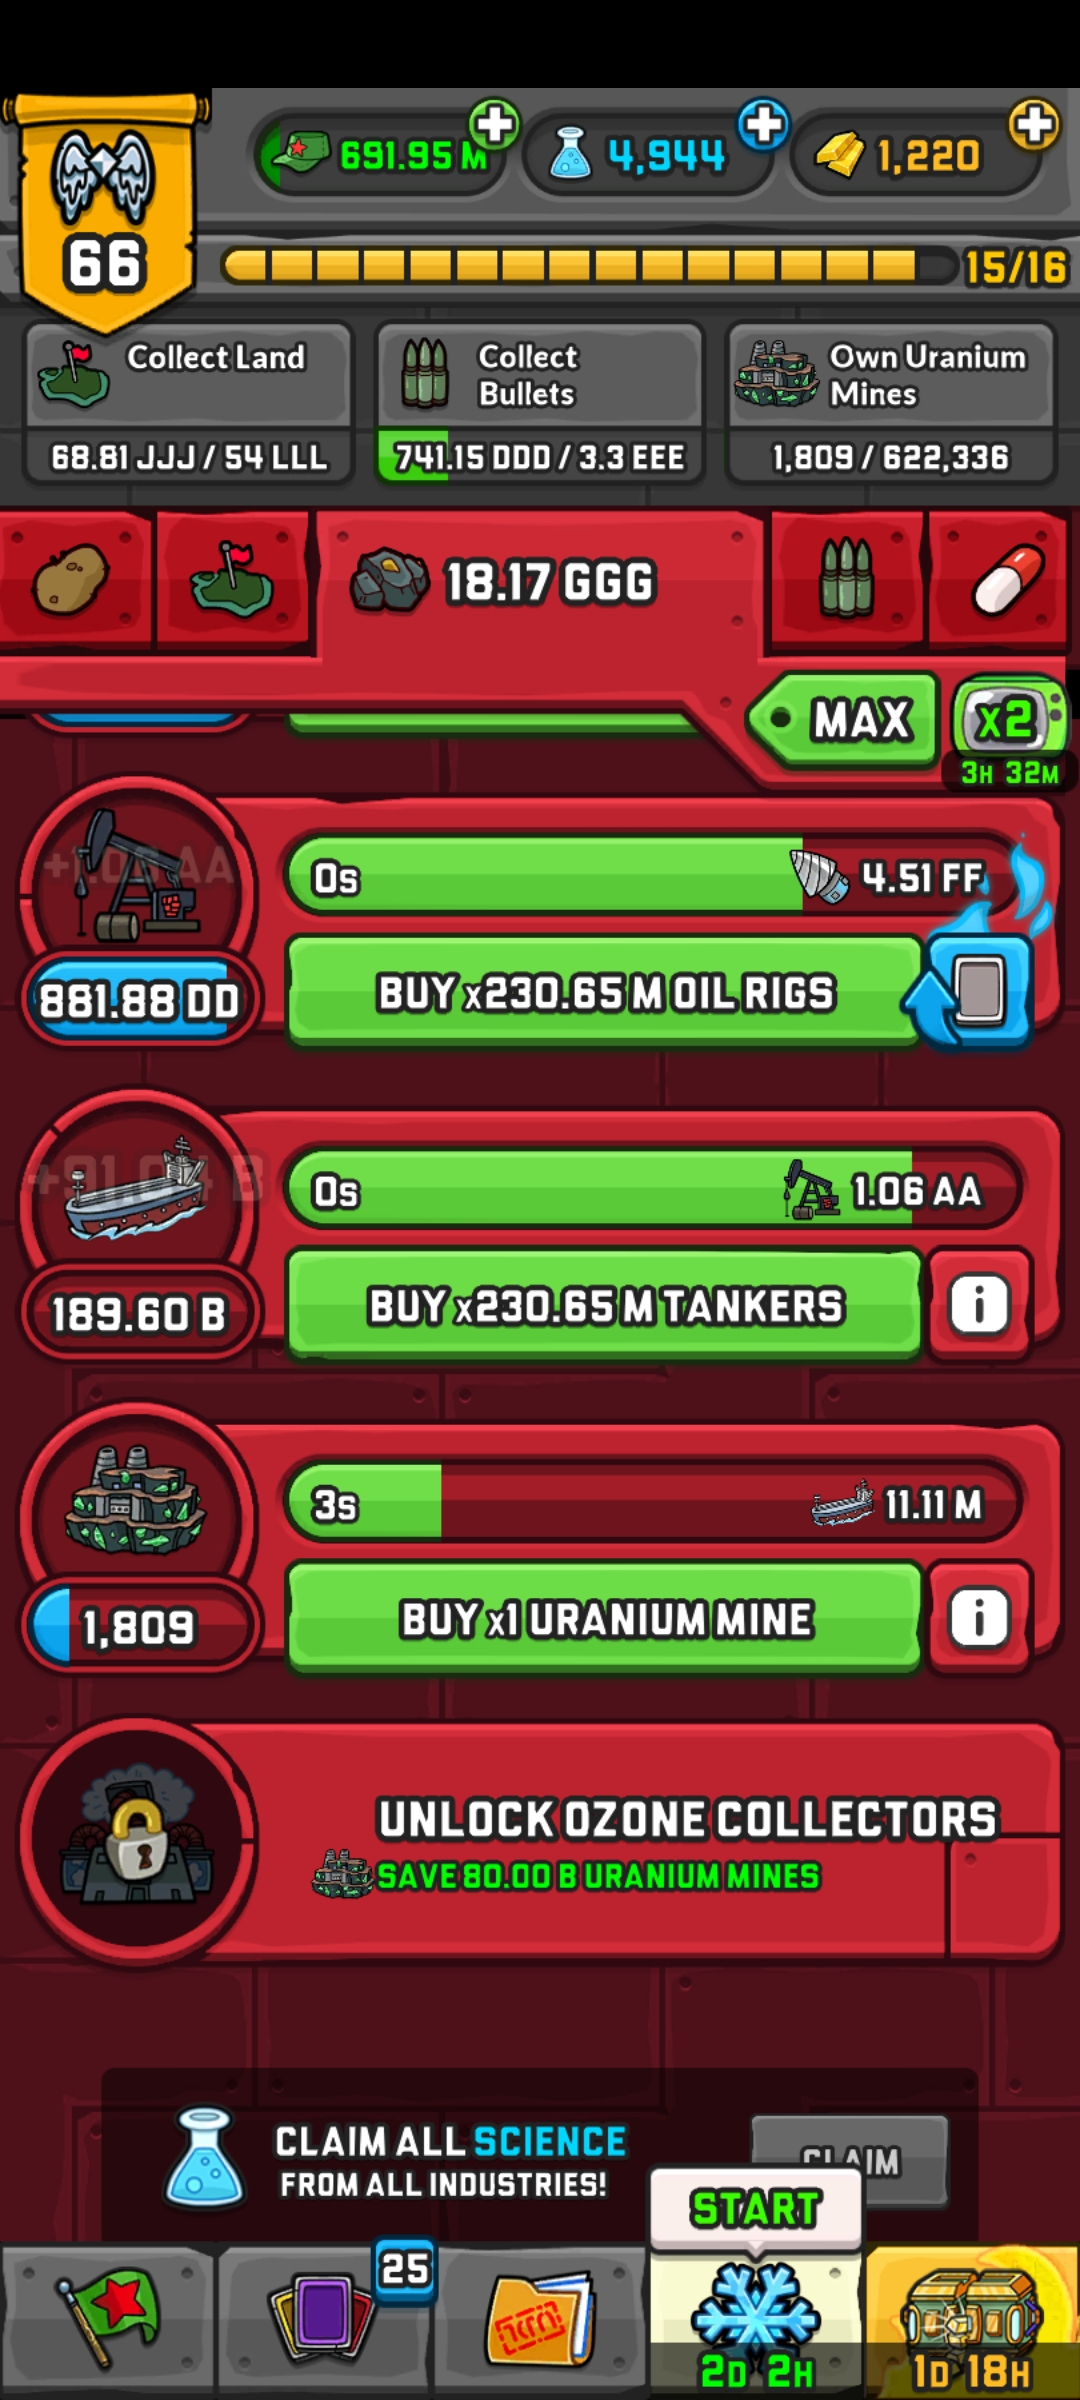 691.95 M
4,944
1,220
66
15/16
Collect Land
68.81 JJJ / 54 LLL
Collect
Bullets
741.15 DDD / 3.3 EEE
Own Uranium
Mines
1,809 / 622,336
18.17 GGG
MAX
x2
3H 32M
+1.06 AA
0s
4.51 FF
881.88 DD
BUY x230.65 M OIL RIGS
0s
1.06 AA
189.60 B
BUY x230.65 M TANKERS
i
3s
11.11 M
1,809
BUY x1 URANIUM MINE
i
UNLOCK OZONE COLLECTORS
SAVE 80.00 B URANIUM MINES
CLAIM ALL SCIENCE
FROM ALL INDUSTRIES!
CLAIM
START
25
2D 2H
1D 18H